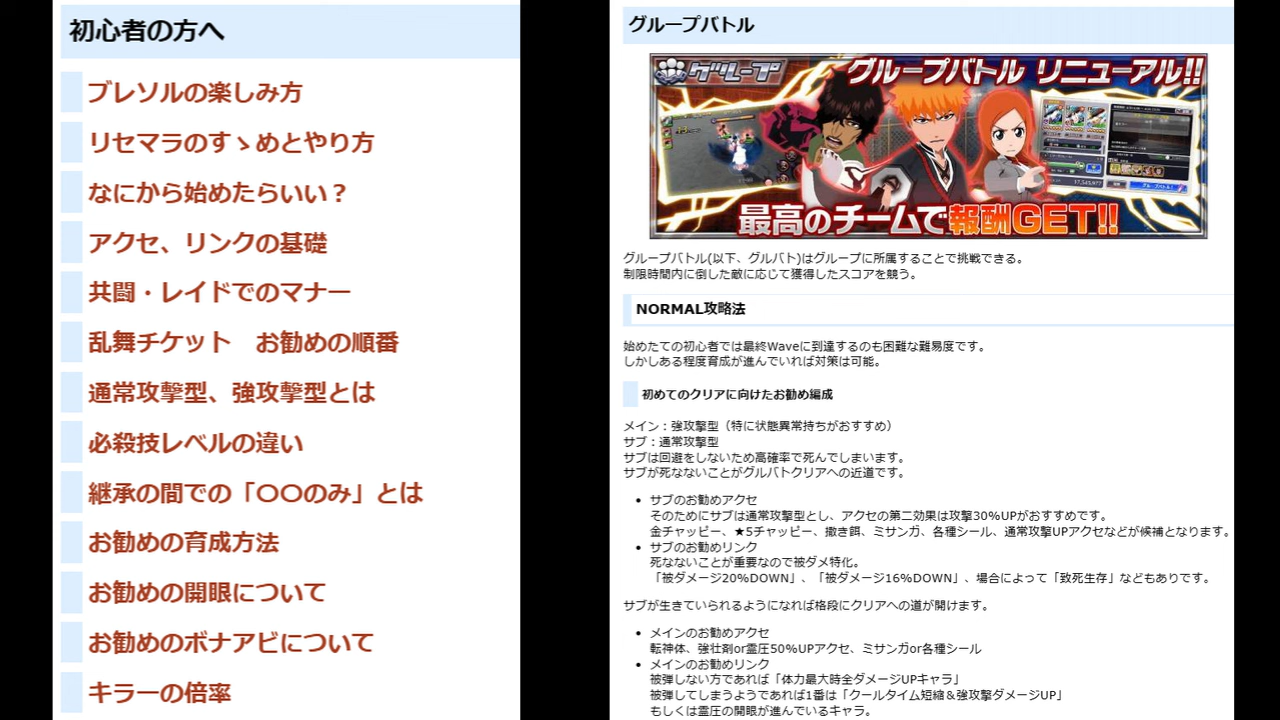 初心者の方へ
ブレソルの楽しみ方
リセマラのすゝめとやり方
なにから始めたらいい？
アクセ、リンクの基礎
共闘・レイドでのマナー
乱舞チケット　お勧めの順番
通常攻撃型、強攻撃型とは
必殺技レベルの違い
継承の間での「〇〇のみ」とは
お勧めの育成方法
お勧めの開眼について
お勧めのボナアビについて
キラーの倍率
グループバトル
グループ
グループバトル リニューアル!!
最高のチームで報酬GET!!
グループバトル(以下、グルバト)はグループに所属することで挑戦できる。
制限時間内に倒した敵に応じて獲得したスコアを競う。
NORMAL攻略法
始めたての初心者では最終Waveに到達するのも困難な難易度です。
しかしある程度育成が進んでいれば対策は可能。
初めてのクリアに向けたお勧め編成
メイン：強攻撃型（特に状態異常持ちがおすすめ）
サブ：通常攻撃型
サブは回避をしないため高確率で死んでしまいます。
サブが死なないことがグルバトクリアへの近道です。
• サブのお勧めアクセ
そのためにサブは通常攻撃型とし、アクセの第二効果は攻撃30%UPがおすすめです。
金チャッピー、★5チャッピー、撒き餌、ミサンガ、各種シール、通常攻撃UPアクセなどが候補となります。
• サブのお勧めリンク
死なないことが重要なので被ダメ特化。
「被ダメージ20%DOWN」、「被ダメージ16%DOWN」、場合によって「致死生存」などもありです。
サブが生きていられるようになれば格段にクリアへの道が開けます。
• メインのお勧めアクセ
転神体、強壮剤or霊圧50%UPアクセ、ミサンガor各種シール
• メインのお勧めリンク
被弾しない方であれば「体力最大時全ダメージUPキャラ」
被弾してしまうようであれば1番は「クールタイム短縮＆強攻撃ダメージUP」
もしくは霊圧の開眼が進んでいるキャラ。